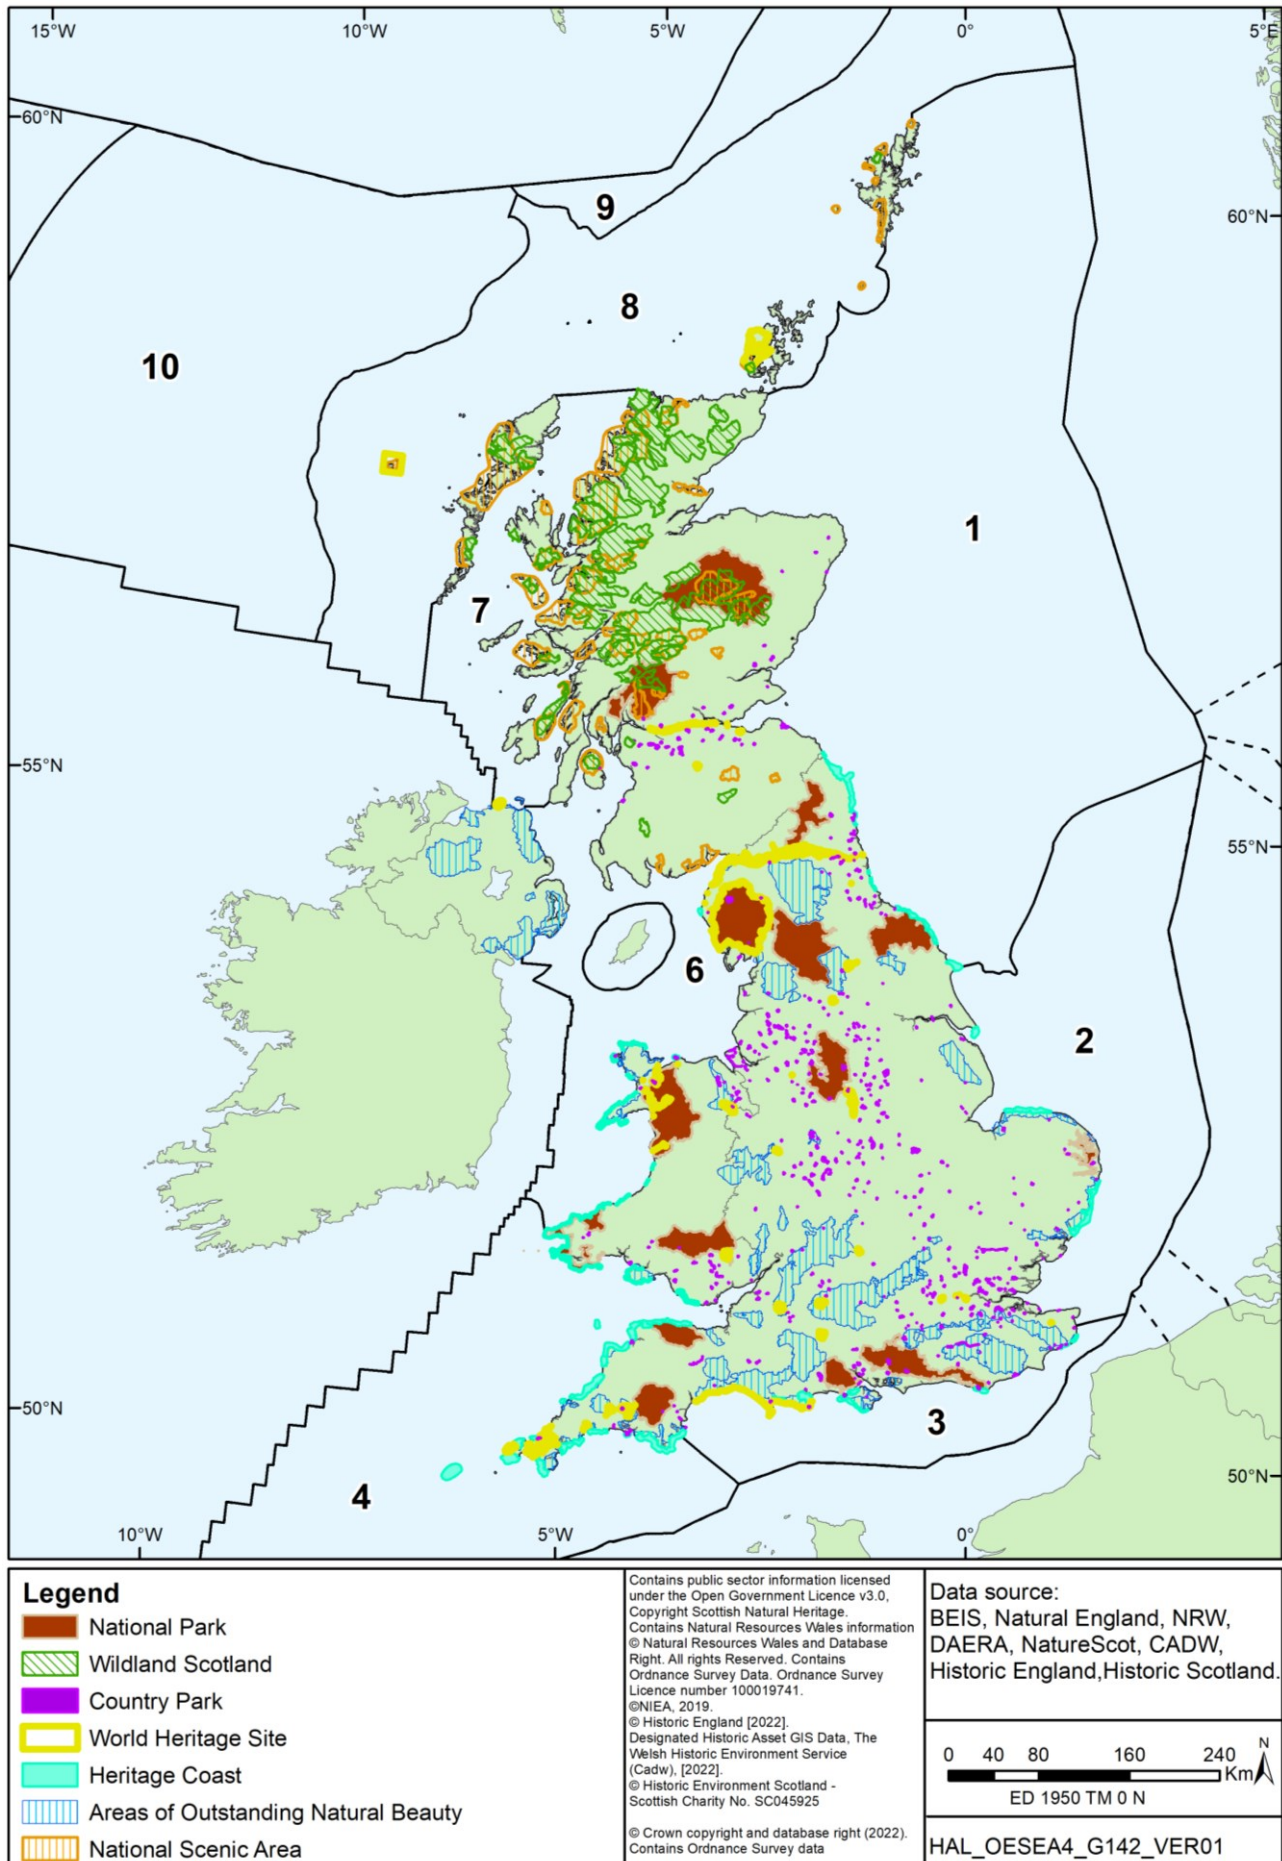 15°W 10°W 5°W 0° 5°E
60°N
9
60°N
8
10
1
7
55°N
55°N
6
2
50°N
3
50°N
4
10°W 5°W 0°
Legend
National Park
Wildland Scotland
Country Park
World Heritage Site
Heritage Coast
Areas of Outstanding Natural Beauty
National Scenic Area
Contains public sector information licensed
under the Open Government Licence v3.0,
Copyright Scottish Natural Heritage.
Contains Natural Resources Wales information
© Natural Resources Wales and Database
Right. All rights Reserved. Contains
Ordnance Survey Data. Ordnance Survey
Licence number 100019741.
©NIEA, 2019.
© Historic England [2022].
Designated Historic Asset GIS Data, The
Welsh Historic Environment Service
(Cadw), [2022].
© Historic Environment Scotland -
Scottish Charity No. SC045925
© Crown copyright and database right (2022).
Contains Ordnance Survey data
Data source:
BEIS, Natural England, NRW,
DAERA, NatureScot, CADW,
Historic England,Historic Scotland.
0 40 80 160 240
Km
N
ED 1950 TM 0 N
HAL_OESEA4_G142_VER01